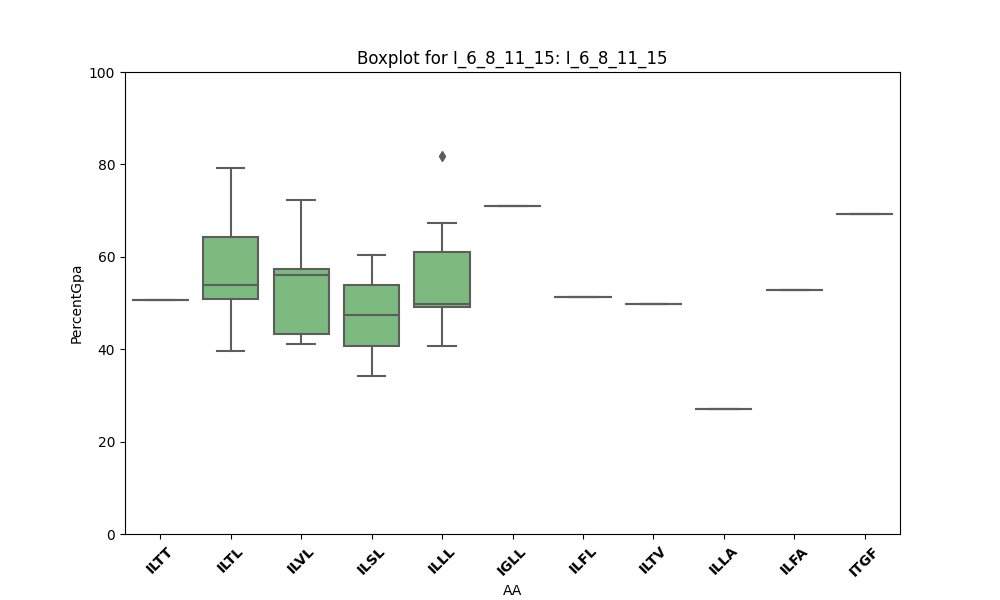 Boxplot for I_6_8_11_15: I_6_8_11_15
100
80
60
40
20
0
PercentGpa
ILTT ILTL ILVL ILSL ILLL IGLL ILFL ILTV ILLA ILFA ITGF
AA